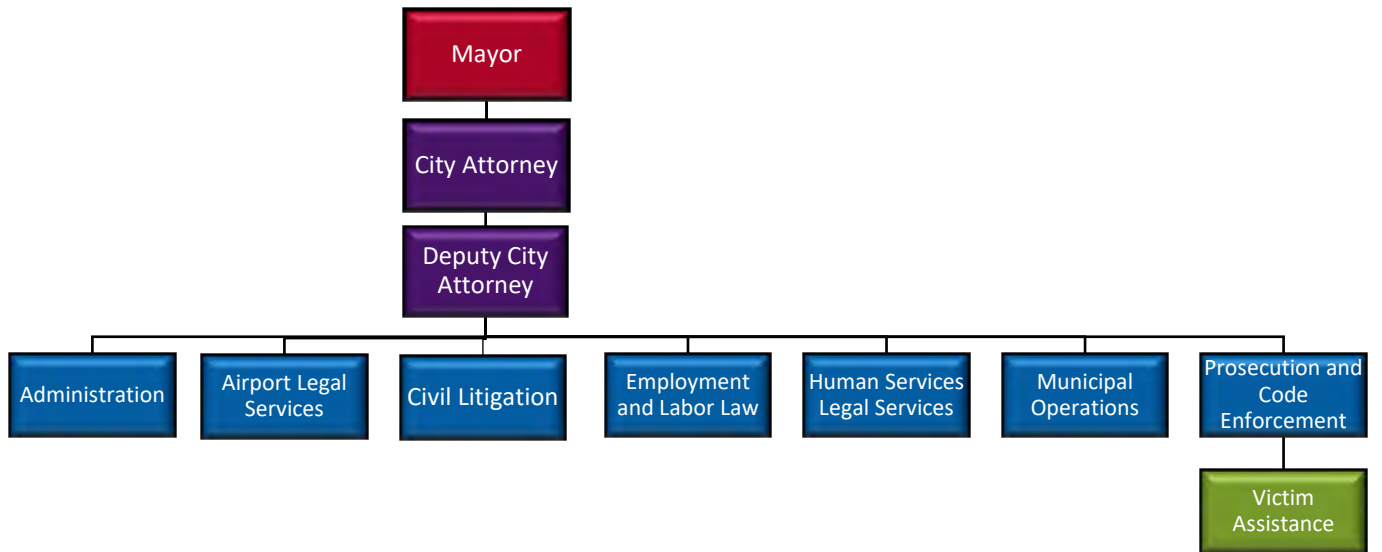 Mayor
City Attorney
Deputy City
Attorney
Administration
Airport Legal
Services
Civil Litigation
Employment
and Labor Law
Human Services
Legal Services
Municipal
Operations
Prosecution and
Code
Enforcement
Victim
Assistance